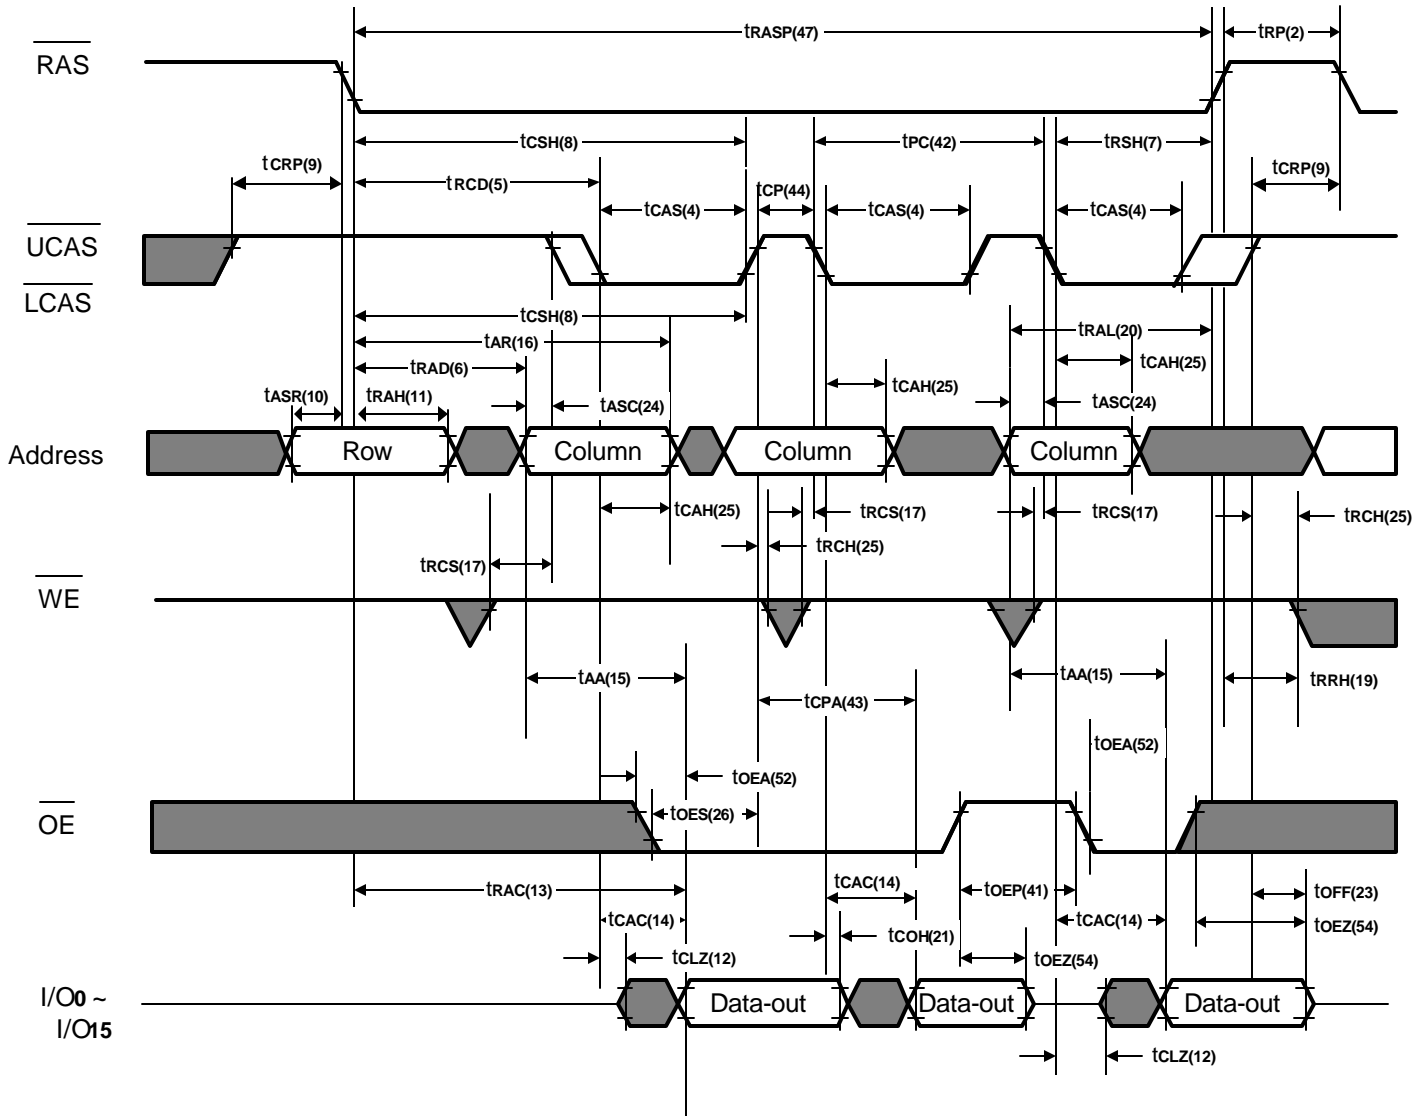 tRASP(47)
tRP(2)
RAS
tCSH(8)
tPC(42)
tRSH(7)
tCRP(9)
tRCD(5)
tCP(44)
tCRP(9)
tCAS(4)
tCAS(4)
tCAS(4)
UCAS
LCAS
tCSH(8)
tRAL(20)
tAR(16)
tRAD(6)
tCAH(25)
tCAH(25)
tASR(10)
tRAH(11)
tASC(24)
tASC(24)
Address
Row
Column
Column
Column
tCAH(25)
tRCS(17)
tRCS(17)
tRCH(25)
tRCH(25)
tRCS(17)
WE
tAA(15)
tAA(15)
tRRH(19)
tCPA(43)
tOEA(52)
tOEA(52)
OE
tOES(26)
tRAC(13)
tCAC(14)
tOEP(41)
tOFF(23)
tCAC(14)
tCAC(14)
tOEZ(54)
tCOH(21)
tCLZ(12)
tOEZ(54)
I/O0 ~
I/O15
Data-out
Data-out
Data-out
tCLZ(12)